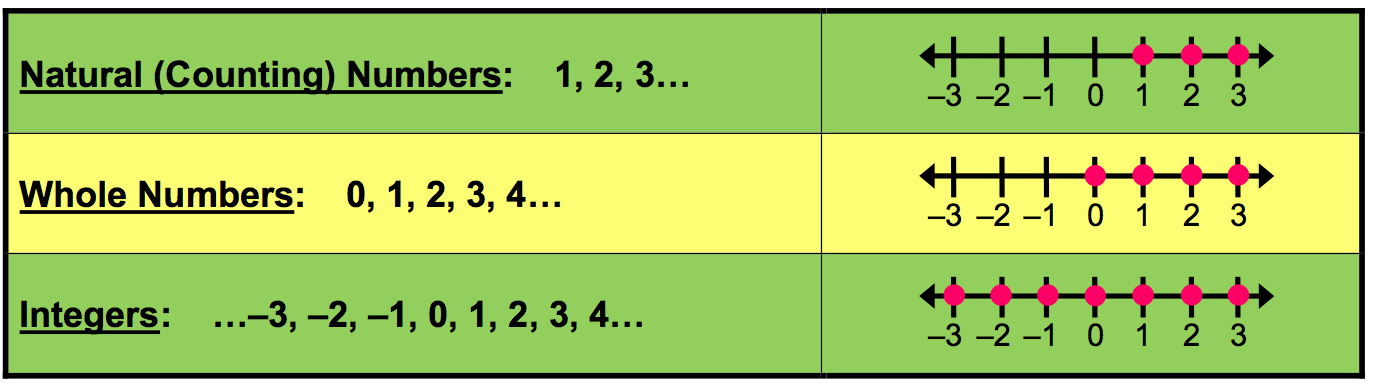 Natural (Counting) Numbers: 1, 2, 3…
–3 –2 –1 0 1 2 3
Whole Numbers: 0, 1, 2, 3, 4…
–3 –2 –1 0 1 2 3
Integers: …–3, –2, –1, 0, 1, 2, 3, 4…
–3 –2 –1 0 1 2 3